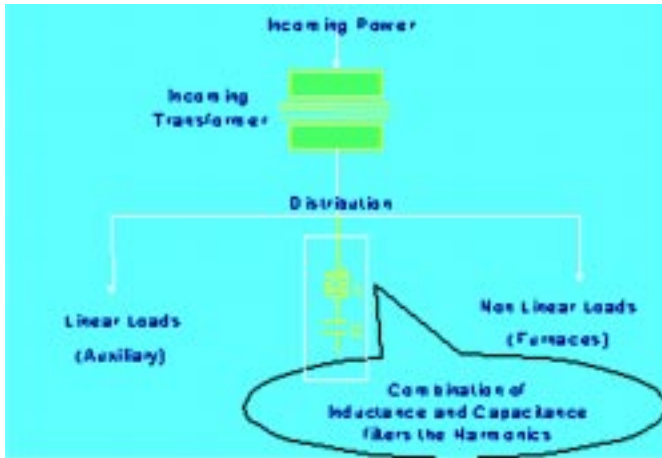 Incoming Power
Incoming
Transformer
Distribution
Linear Loads
(Auxiliary)
Non Linear Loads
(Furnaces)
Combination of
Inductance and Capacitance
filters the Harmonics